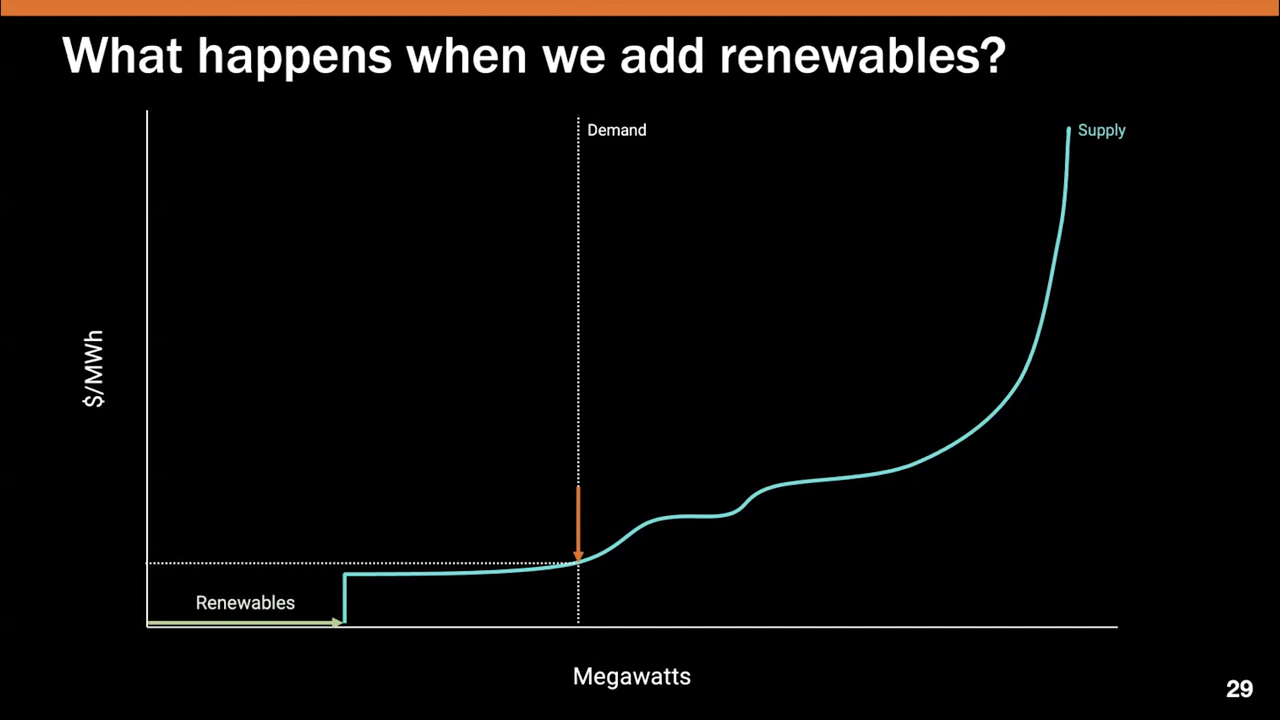 What happens when we add renewables?
Demand
Supply
$/MWh
Renewables
Megawatts
29